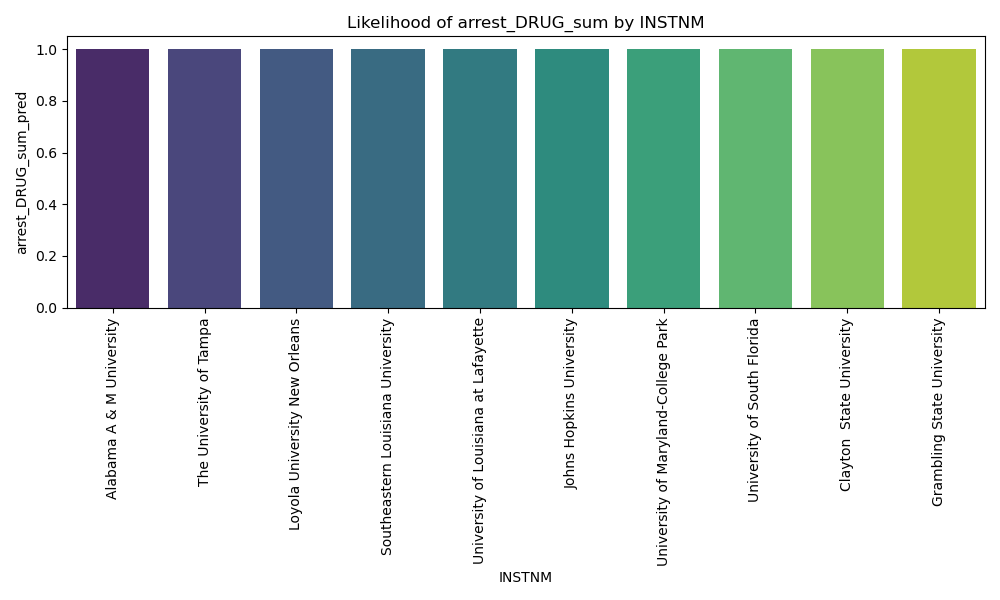 Likelihood of arrest_DRUG_sum by INSTNM
arrest_DRUG_sum_pred
1.0
0.8
0.6
0.4
0.2
0.0
Alabama A & M University
The University of Tampa
Loyola University New Orleans
Southeastern Louisiana University
University of Louisiana at Lafayette
Johns Hopkins University
University of Maryland-College Park
University of South Florida
Clayton  State University
Grambling State University
INSTNM